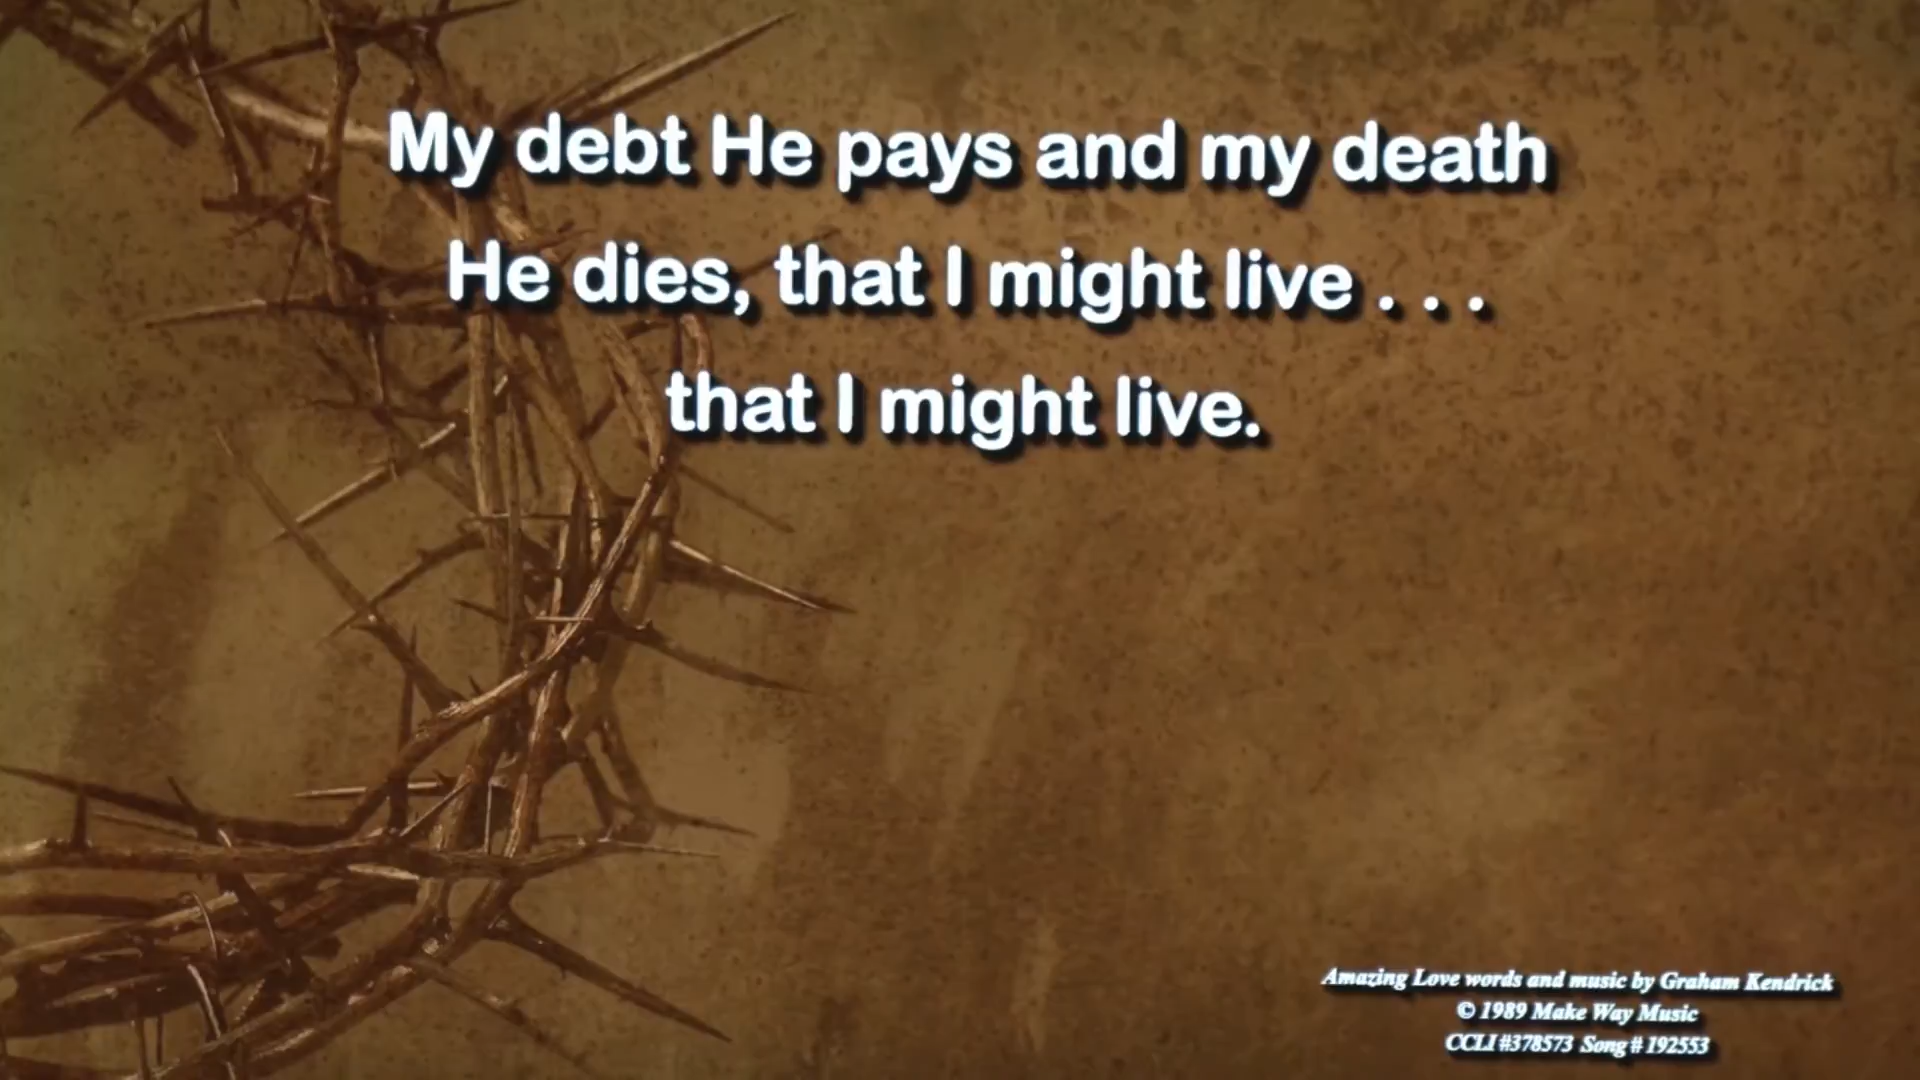 My debt He pays and my death
He dies, that I might live . . .
that I might live.
Amazing Love words and music by Graham Kendrick
© 1989 Make Way Music
CCLI #378573 Song # 192553